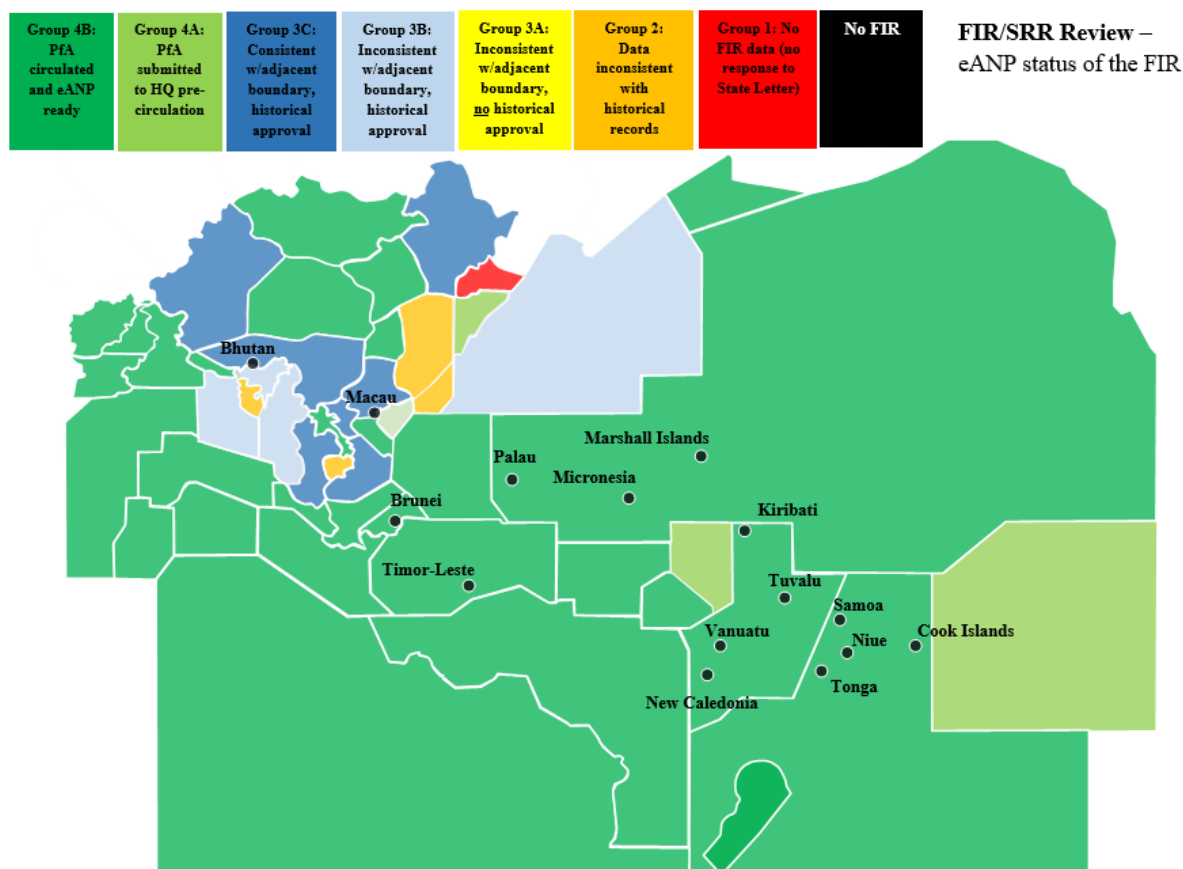 Group 4B:
PfA
circulated
and eANP
ready
Group 4A:
PfA
submitted
to HQ pre-
circulation
Group 3C:
Consistent
w/adjacent
boundary,
historical
approval
Group 3B:
Inconsistent
w/adjacent
boundary,
historical
approval
Group 3A:
Inconsistent
w/adjacent
boundary,
no historical
approval
Group 2:
Data
inconsistent
with
historical
records
Group 1: No
FIR data (no
response to
State Letter)
No FIR
FIR/SRR Review –
eANP status of the FIR
Bhutan
Macau
Marshall Islands
Palau
Micronesia
Brunei
Kiribati
Timor-Leste
Tuvalu
Samoa
Vanuatu
Niue
Cook Islands
Tonga
New Caledonia